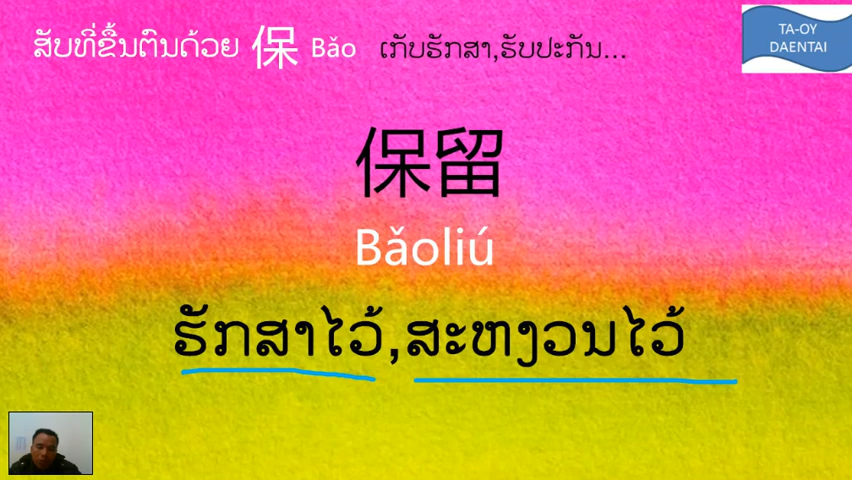 ສັບທີ່ຂື້ນຕົ້ນດ້ວຍ 保 Bǎo ເກັບຮັກສາ,ຮັບປະກັນ...
TA-OY
DAENTAI
保留
Bǎoliú
ຮັກສາໄວ້,ສະຫງວນໄວ້